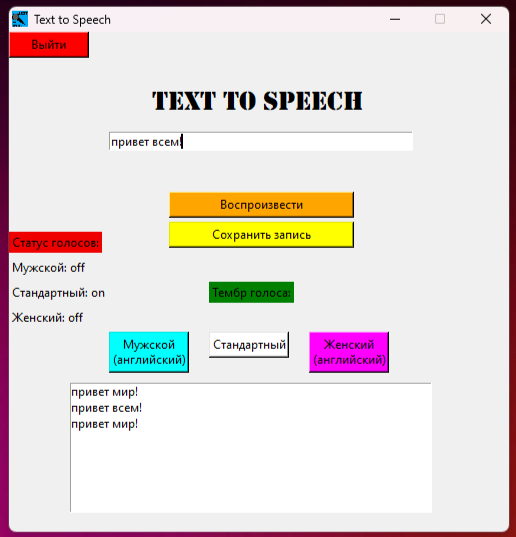 Text to Speech
Выйти
TEXT TO SPEECH
привет всем!
Воспроизвести
Сохранить запись
Статус голосов:
Мужской: off
Стандартный: on
Тембр голоса:
Женский: off
Мужской
(английский)
Стандартный
Женский
(английский)
привет мир!
привет всем!
привет мир!